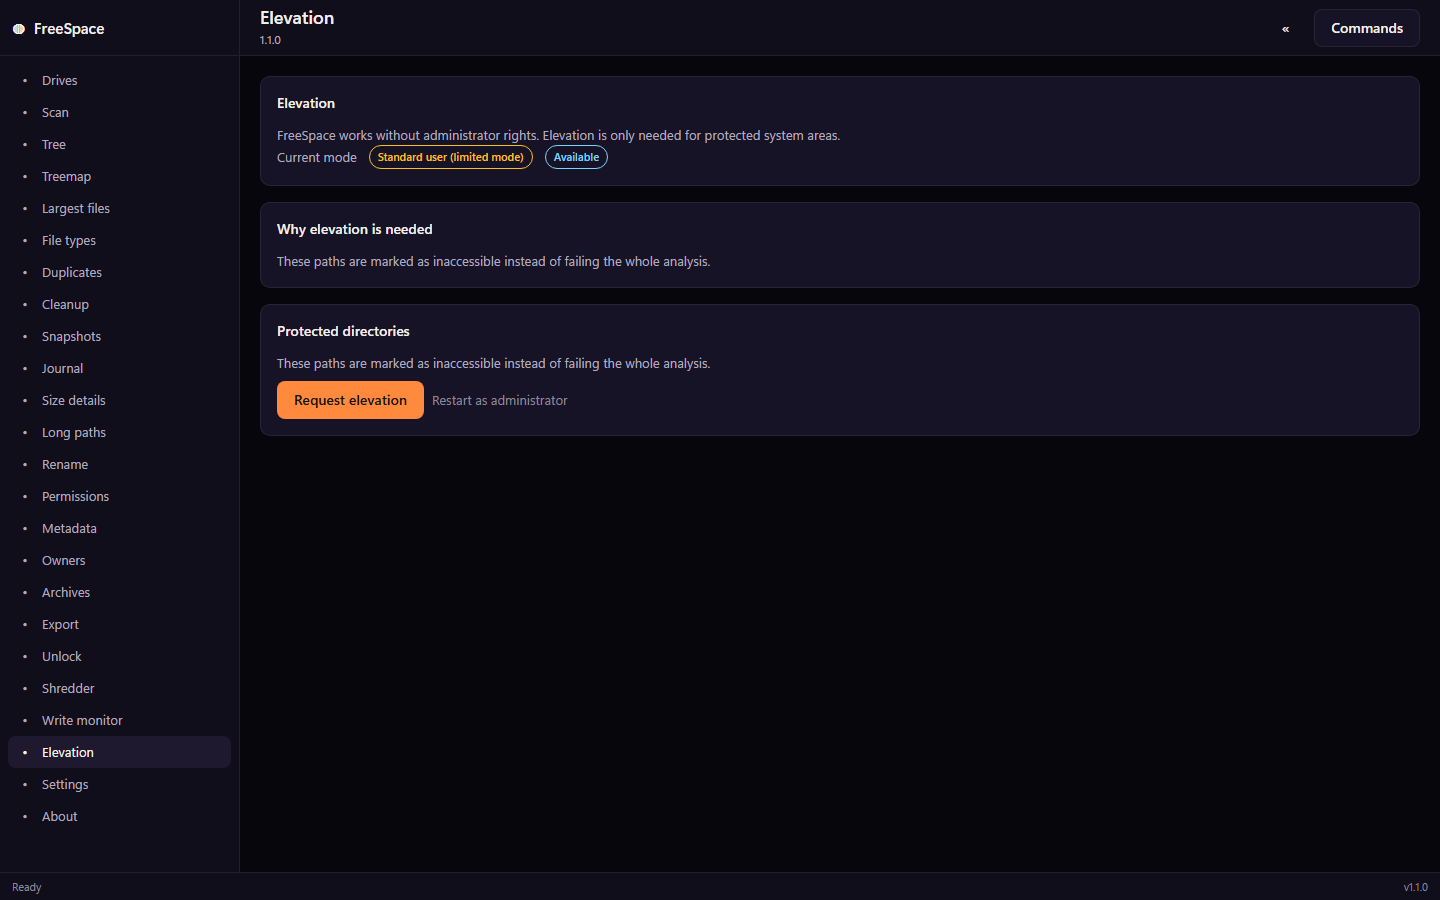 FreeSpace
Elevation
1.1.0
«
Commands
Drives
Scan
Tree
Treemap
Largest files
File types
Duplicates
Cleanup
Snapshots
Journal
Size details
Long paths
Rename
Permissions
Metadata
Owners
Archives
Export
Unlock
Shredder
Write monitor
Elevation
Settings
About
Elevation
FreeSpace works without administrator rights. Elevation is only needed for protected system areas.
Current mode Standard user (limited mode) Available
Why elevation is needed
These paths are marked as inaccessible instead of failing the whole analysis.
Protected directories
These paths are marked as inaccessible instead of failing the whole analysis.
Request elevation Restart as administrator
Ready
v1.1.0